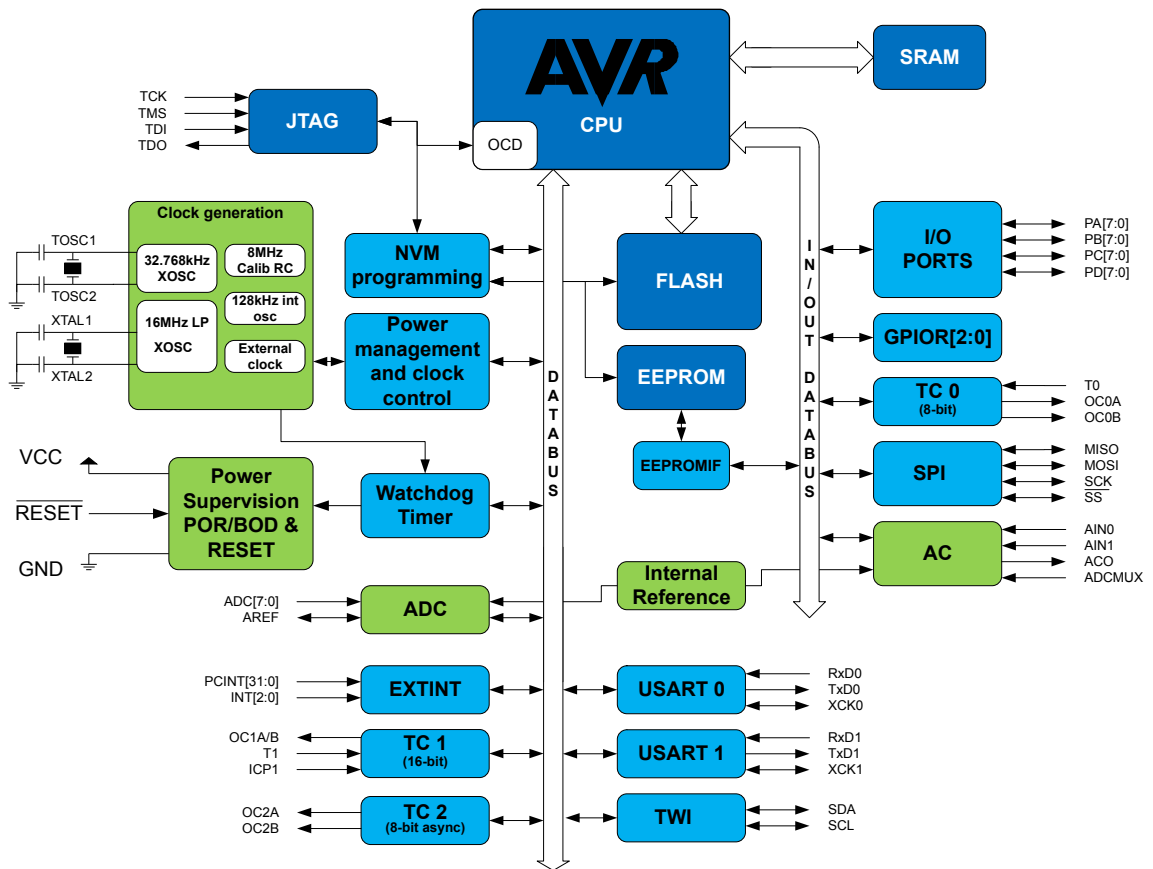 AVR
CPU
OCD
SRAM
TCK
TMS
TDI
TDO
JTAG
Clock generation
TOSC1
TOSC2
XTAL1
XTAL2
32.768kHz
XOSC
16MHz LP
XOSC
8MHz
Calib RC
128kHz int
osc
External
clock
NVM
programming
Power
management
and clock
control
FLASH
EEPROM
EEPROMIF
DATABUS
IN/OUT DATABUS
I/O
PORTS
PA[7:0]
PB[7:0]
PC[7:0]
PD[7:0]
GPIOR[2:0]
TC 0
(8-bit)
T0
OC0A
OC0B
SPI
MISO
MOSI
SCK
SS
AC
AIN0
AIN1
ACO
ADCMUX
VCC
RESET
GND
Power
Supervision
POR/BOD &
RESET
Watchdog
Timer
Internal
Reference
ADC[7:0]
AREF
ADC
PCINT[31:0]
INT[2:0]
EXTINT
USART 0
RxD0
TxD0
XCK0
OC1A/B
T1
ICP1
TC 1
(16-bit)
USART 1
RxD1
TxD1
XCK1
OC2A
OC2B
TC 2
(8-bit async)
TWI
SDA
SCL